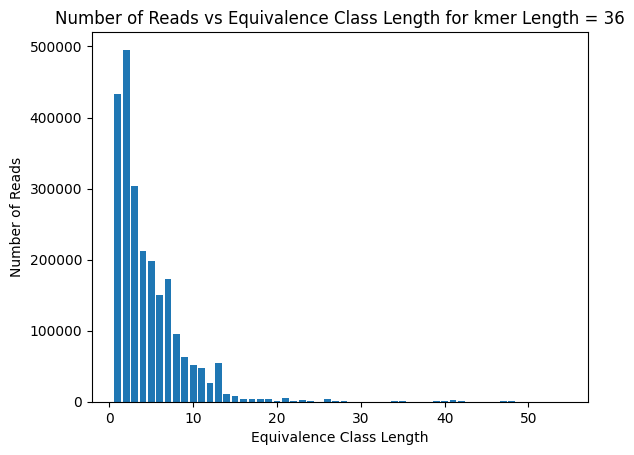 Number of Reads vs Equivalence Class Length for kmer Length = 36
500000
400000
300000
200000
100000
0
Number of Reads
0 10 20 30 40 50
Equivalence Class Length